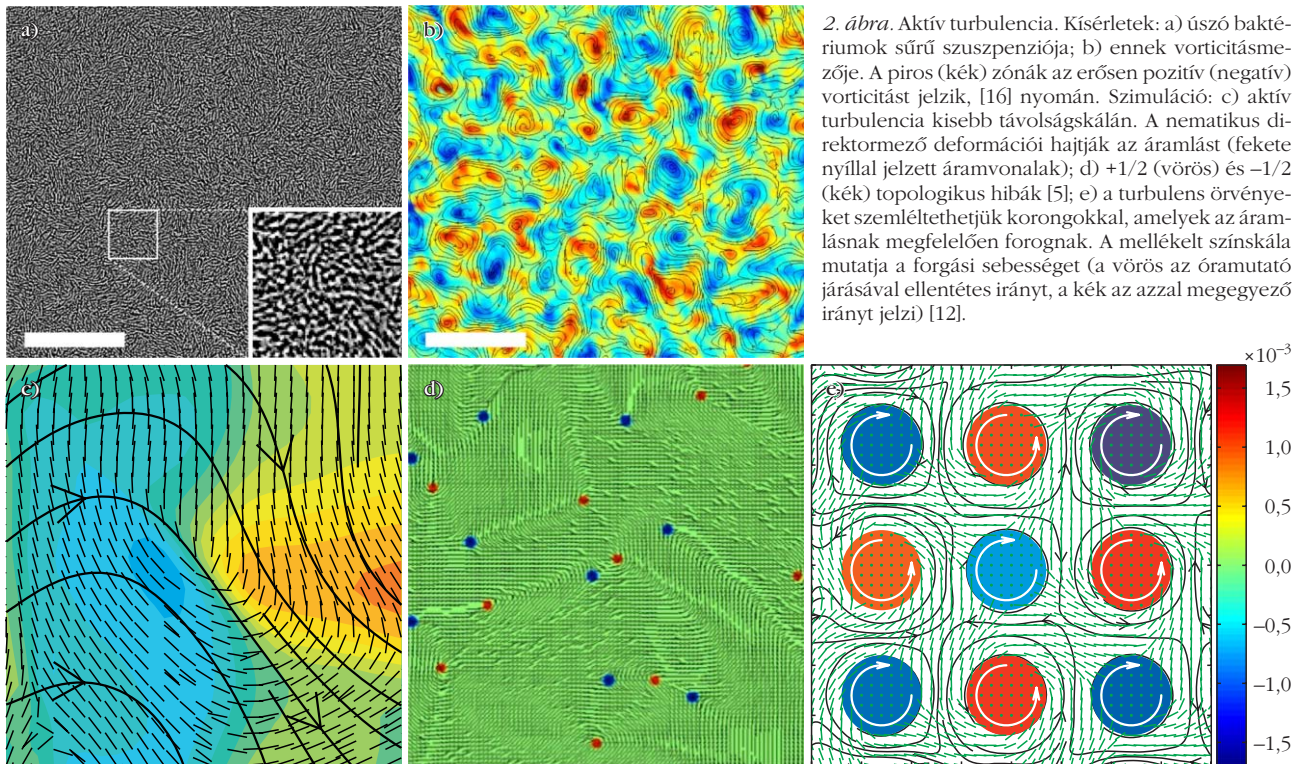 a)
b)
2. ábra. Aktív turbulencia. Kísérletek: a) úszó bakté-
riumok sűrű szuszpenziója; b) ennek vorticitásme-
zője. A piros (kék) zónák az erősen pozitív (negatív)
vorticitást jelzik, [16] nyomán. Szimuláció: c) aktív
turbulencia kisebb távolságskálán. A nematikus di-
rektormező deformációi hajtják az áramlást (fekete
nyíllal jelzett áramvonalak); d) +1/2 (vörös) és –1/2
(kék) topologikus hibák [5]; e) a turbulens örvénye-
ket szemléltethetjük korongokkal, amelyek az áram-
lásnak megfelelően forognak. A mellékelt színskála
mutatja a forgási sebességet (a vörös az óramutató
járásával ellentétes irányt, a kék az azzal megegyező
irányt jelzi) [12].
c)
d)
e)
×10⁻³
1,5
1,0
0,5
0,0
–0,5
–1,0
–1,5